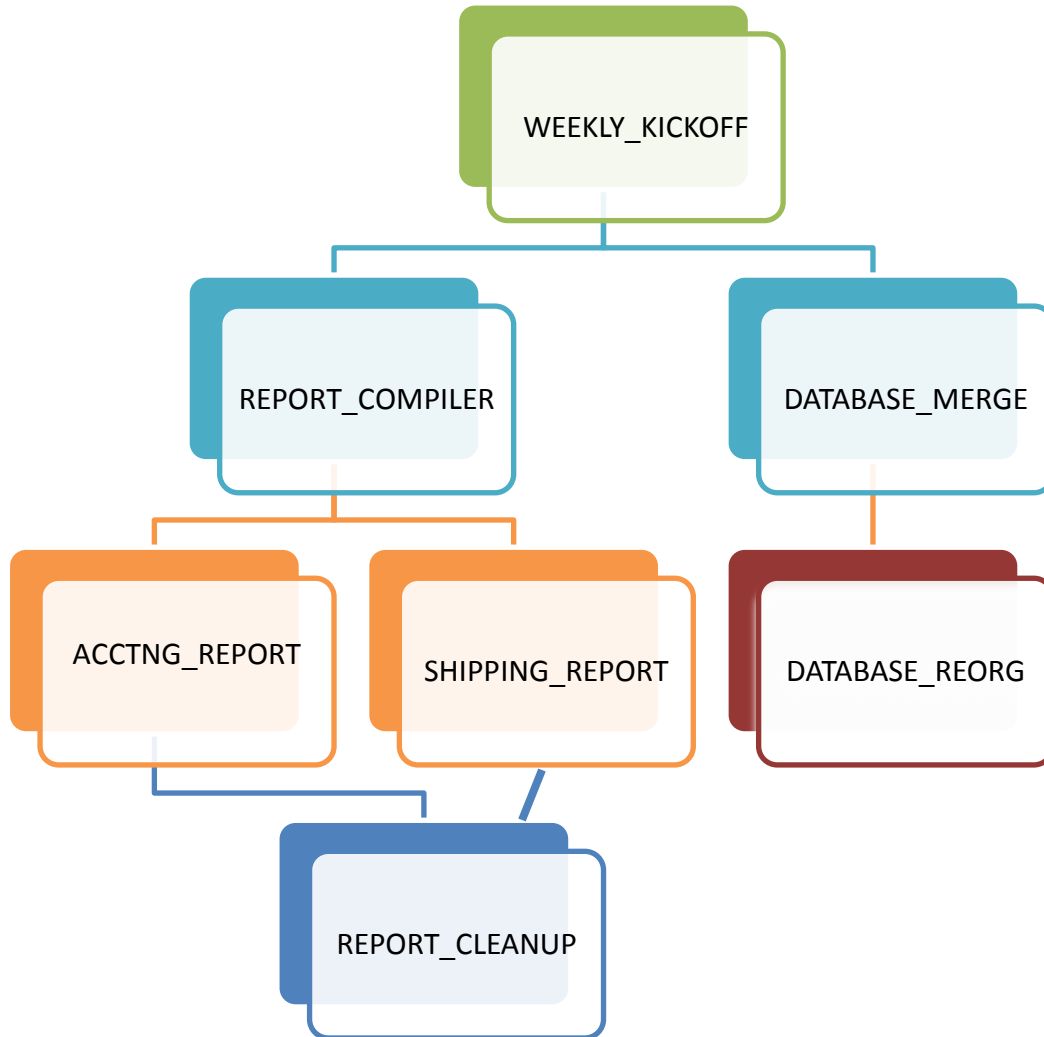 WEEKLY_KICKOFF
REPORT_COMPILER
DATABASE_MERGE
ACCTNG_REPORT
SHIPPING_REPORT
DATABASE_REORG
REPORT_CLEANUP